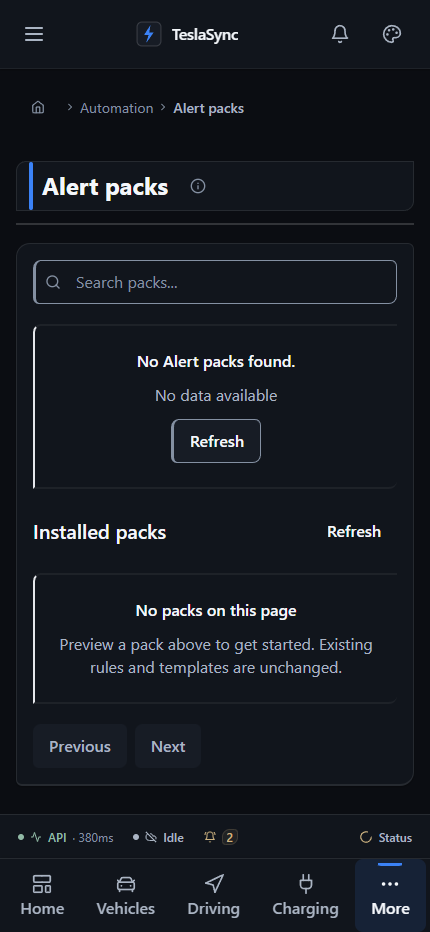 TeslaSync
Automation Alert packs
Alert packs
Search packs...
No Alert packs found.
No data available
Refresh
Installed packs Refresh
No packs on this page
Preview a pack above to get started. Existing
rules and templates are unchanged.
Previous Next
API · 380ms Idle 2 Status
Home Vehicles Driving Charging More